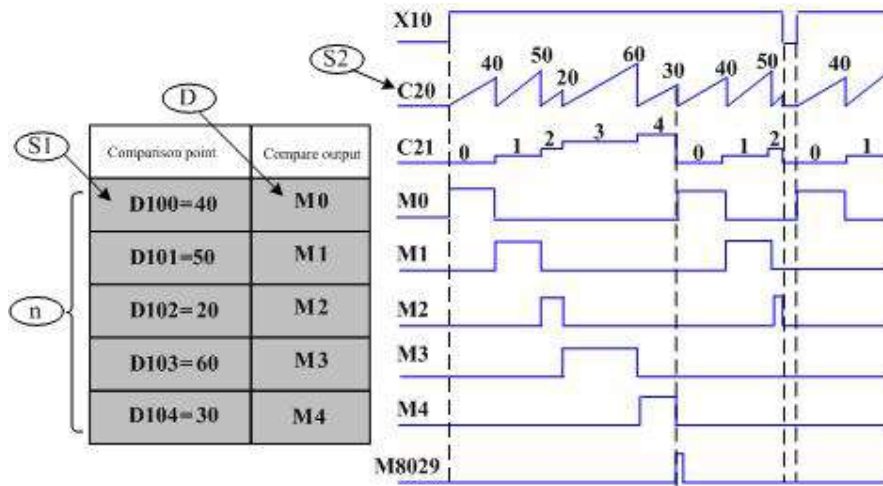 S1
D
S2
n
Comparison point Compare output
D100=40 M0
D101=50 M1
D102=20 M2
D103=60 M3
D104=30 M4
X10
C20 40 50 20 60 30 40 50 40
C21 0 1 2 3 4 0 1 2 0 1
M0
M1
M2
M3
M4
M8029